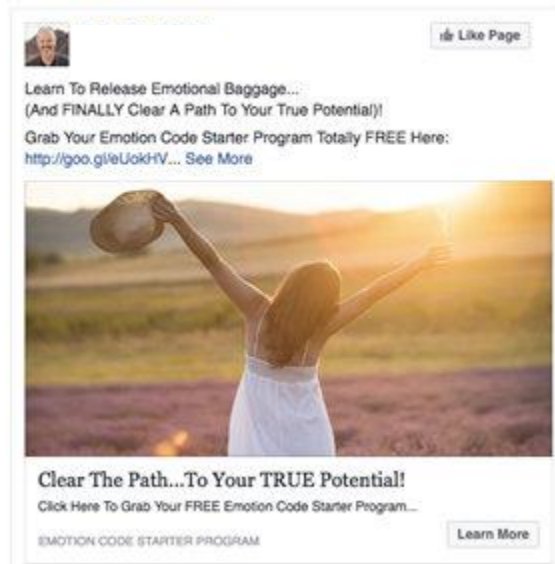 Like Page
Learn To Release Emotional Baggage...
(And FINALLY Clear A Path To Your True Potential)!
Grab Your Emotion Code Starter Program Totally FREE Here:
http://goo.gl/eUokHV... See More
Clear The Path...To Your TRUE Potential!
Click Here To Grab Your FREE Emotion Code Starter Program...
Learn More
EMOTION CODE STARTER PROGRAM